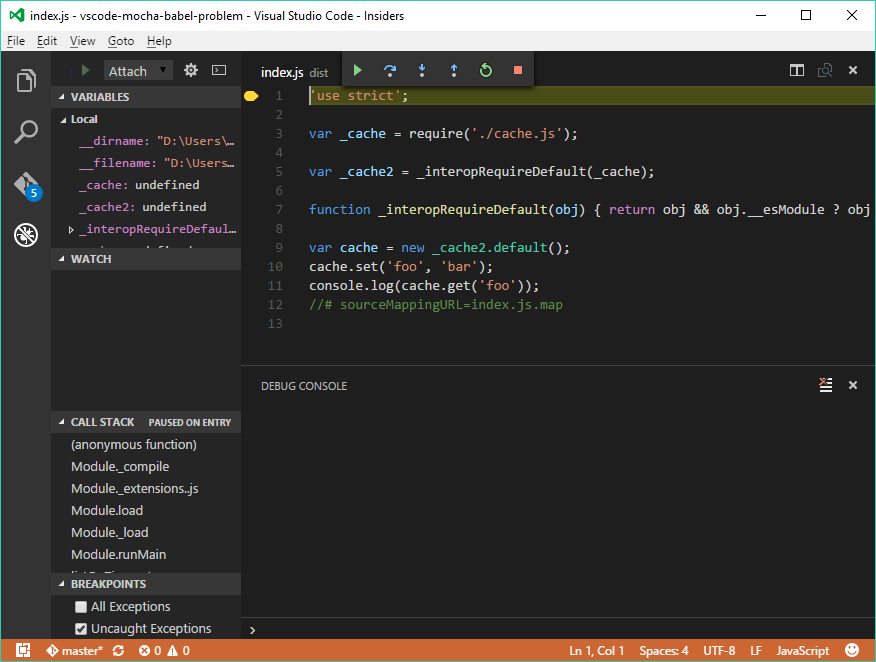 index.js - vscode-mocha-babel-problem - Visual Studio Code - Insiders
File Edit View Goto Help
Attach
index.js dist
VARIABLES
Local
__dirname: "D:\Users\…
__filename: "D:\Users…
_cache: undefined
_cache2: undefined
_interopRequireDefaul…
WATCH
CALL STACK PAUSED ON ENTRY
(anonymous function)
Module._compile
Module._extensions..js
Module.load
Module._load
Module.runMain
BREAKPOINTS
All Exceptions
Uncaught Exceptions
1 'use strict';
2
3 var _cache = require('./cache.js');
4
5 var _cache2 = _interopRequireDefault(_cache);
6
7 function _interopRequireDefault(obj) { return obj && obj.__esModule ? obj
8
9 var cache = new _cache2.default();
10 cache.set('foo', 'bar');
11 console.log(cache.get('foo'));
12 //# sourceMappingURL=index.js.map
13
DEBUG CONSOLE
5
master* 0 0 Ln 1, Col 1 Spaces: 4 UTF-8 LF JavaScript